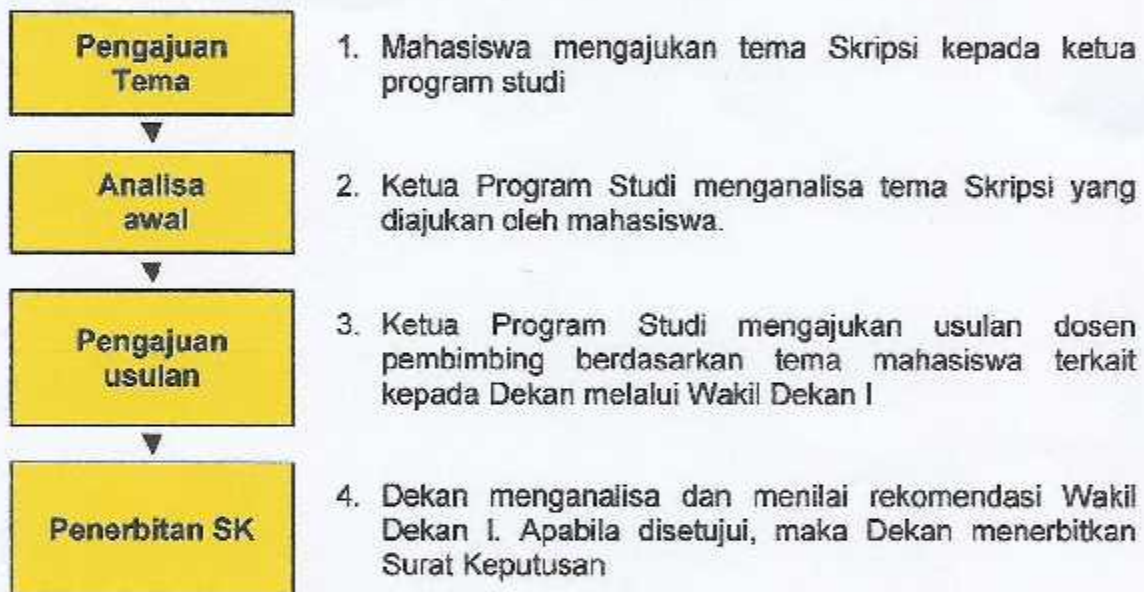 Pengajuan
Tema
1. Mahasiswa mengajukan tema Skripsi kepada ketua
program studi
Analisa
awal
2. Ketua Program Studi menganalisa tema Skripsi yang
diajukan oleh mahasiswa.
Pengajuan
usulan
3. Ketua Program Studi mengajukan usulan dosen
pembimbing berdasarkan tema mahasiswa terkait
kepada Dekan melalui Wakil Dekan I
Penerbitan SK
4. Dekan menganalisa dan menilai rekomendasi Wakil
Dekan I. Apabila disetujui, maka Dekan menerbitkan
Surat Keputusan